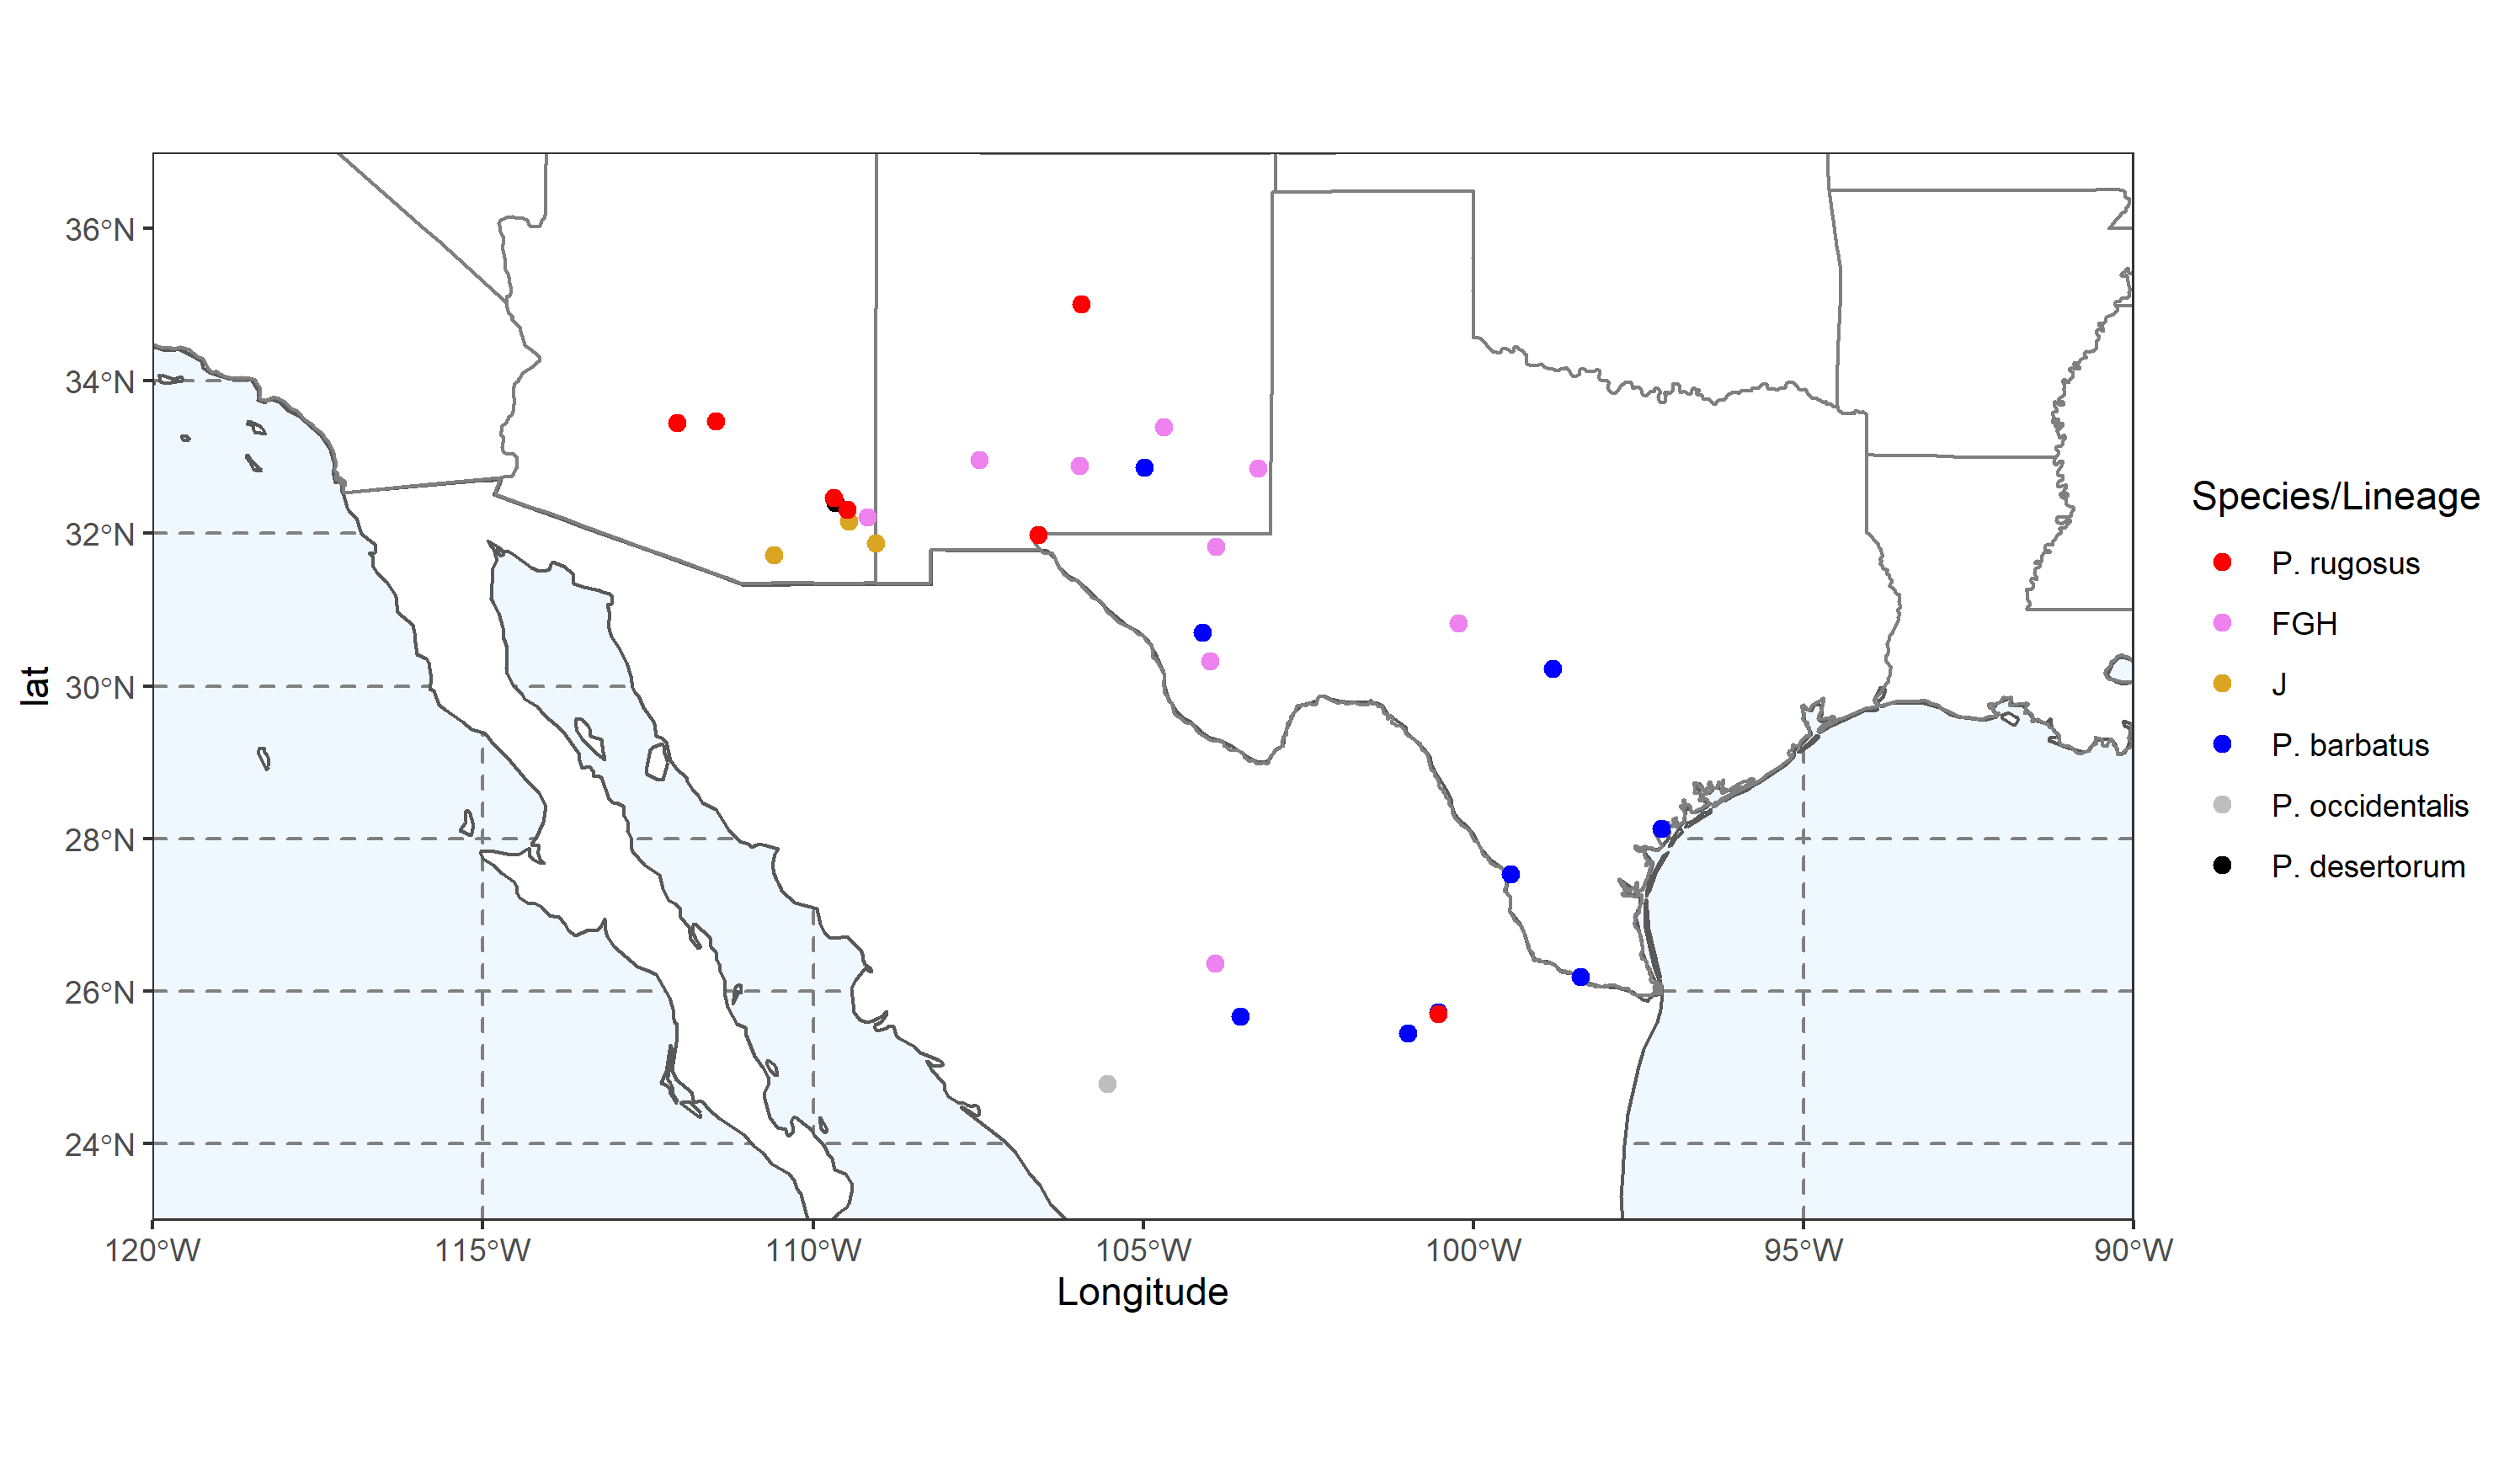 36°N
34°N
32°N
30°N
28°N
26°N
24°N
lat
120°W 115°W 110°W 105°W 100°W 95°W 90°W
Longitude
Species/Lineage
P. rugosus
FGH
J
P. barbatus
P. occidentalis
P. desertorum